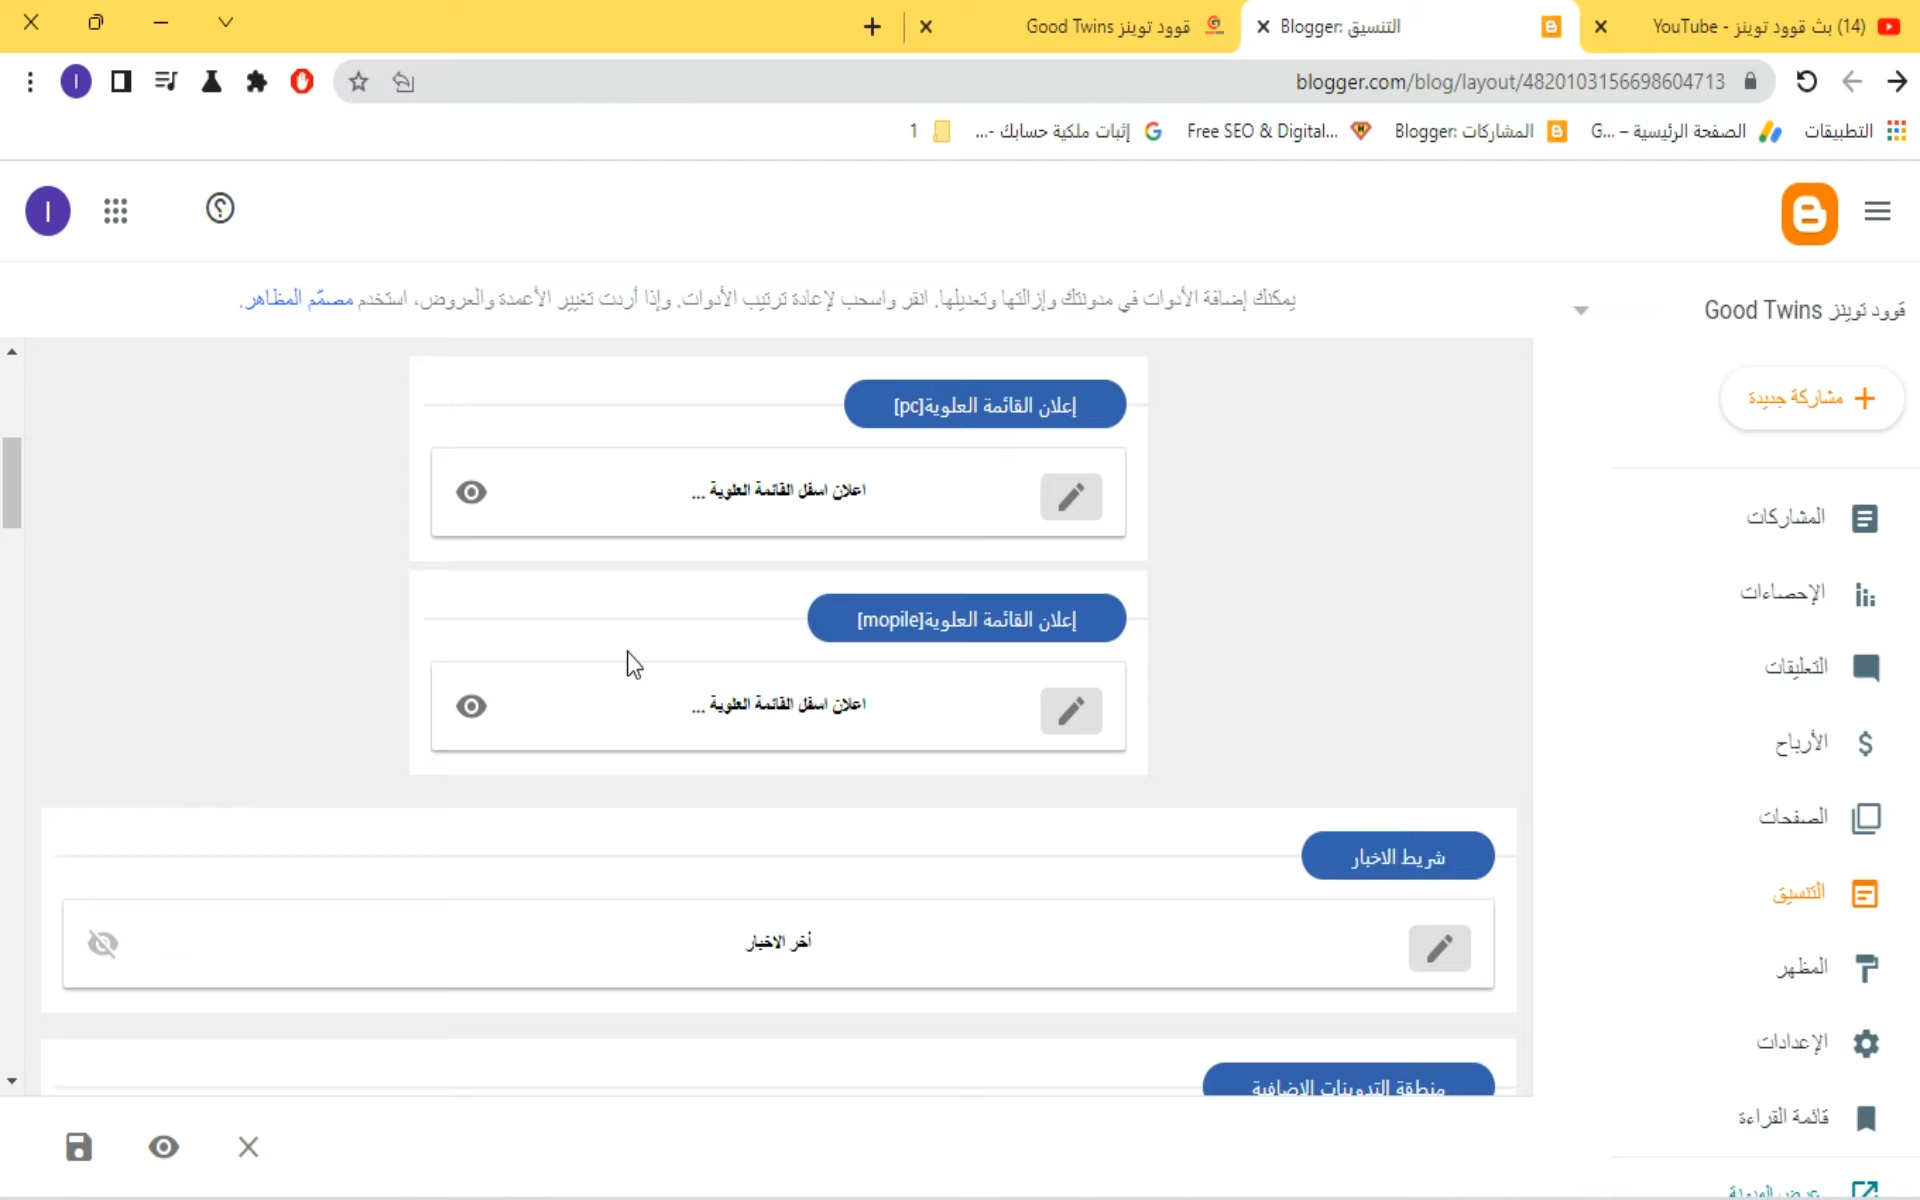 (14) بث قوود توينز - YouTube
Blogger: التنسيق
قوود توينز Good Twins
blogger.com/blog/layout/4820103156698604713
التطبيقات
الصفحة الرئيسية – G...
Blogger: المشاركات
Free SEO & Digital...
إثبات ملكية حسابك -...
1
I
I
قوود توينز Good Twins
يمكنك إضافة الأدوات في مدونتك وإزالتها وتعديلها. انقر واسحب لإعادة ترتيب الأدوات. وإذا أردت تغيير الأعمدة والعروض، استخدم مصمّم المظاهر.
مشاركة جديدة
المشاركات
الإحصاءات
التعليقات
الأرباح
الصفحات
التنسيق
المظهر
الإعدادات
قائمة القراءة
عرض المدونة
إعلان القائمة العلوية[pc]
اعلان اسفل القائمة العلوية ...
إعلان القائمة العلوية[mopile]
اعلان اسفل القائمة العلوية ...
شريط الاخبار
أخر الاخبار
منطقة التدوينات الاضافية